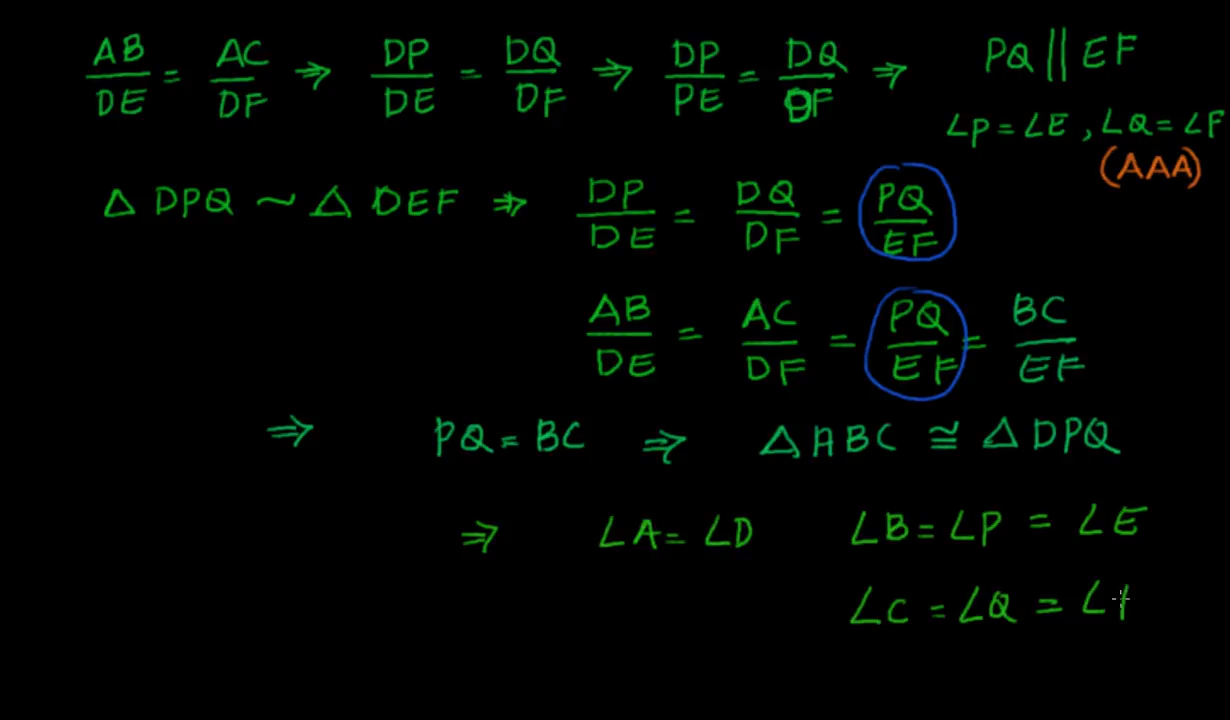 AB/DE = AC/DF ⇒ DP/DE = DQ/DF ⇒ DP/PE = DQ/QF ⇒ PQ || EF
∠P = ∠E , ∠Q = ∠F
(AAA)
Δ DPQ ~ Δ DEF ⇒ DP/DE = DQ/DF = PQ/EF
AB/DE = AC/DF = PQ/EF = BC/EF
⇒ PQ = BC ⇒ Δ ABC ≅ Δ DPQ
⇒ ∠A = ∠D ∠B = ∠P = ∠E
∠C = ∠Q = ∠